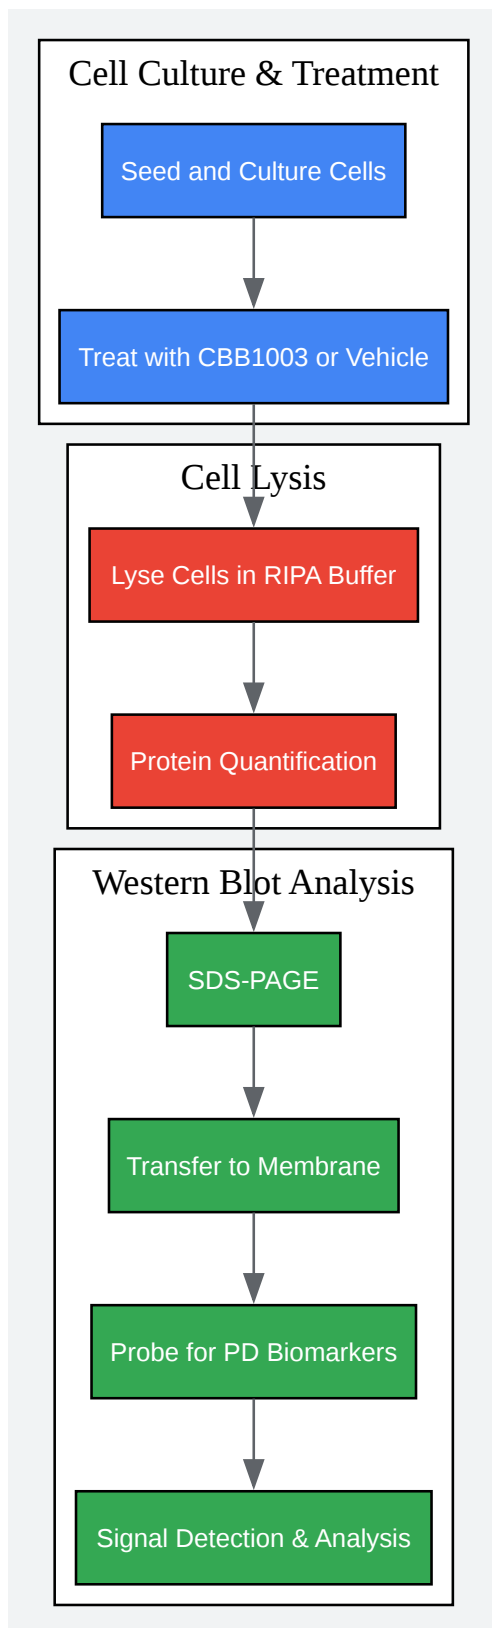 Cell Culture & Treatment
Seed and Culture Cells
Treat with CBB1003 or Vehicle
Cell Lysis
Lyse Cells in RIPA Buffer
Protein Quantification
Western Blot Analysis
SDS-PAGE
Transfer to Membrane
Probe for PD Biomarkers
Signal Detection & Analysis